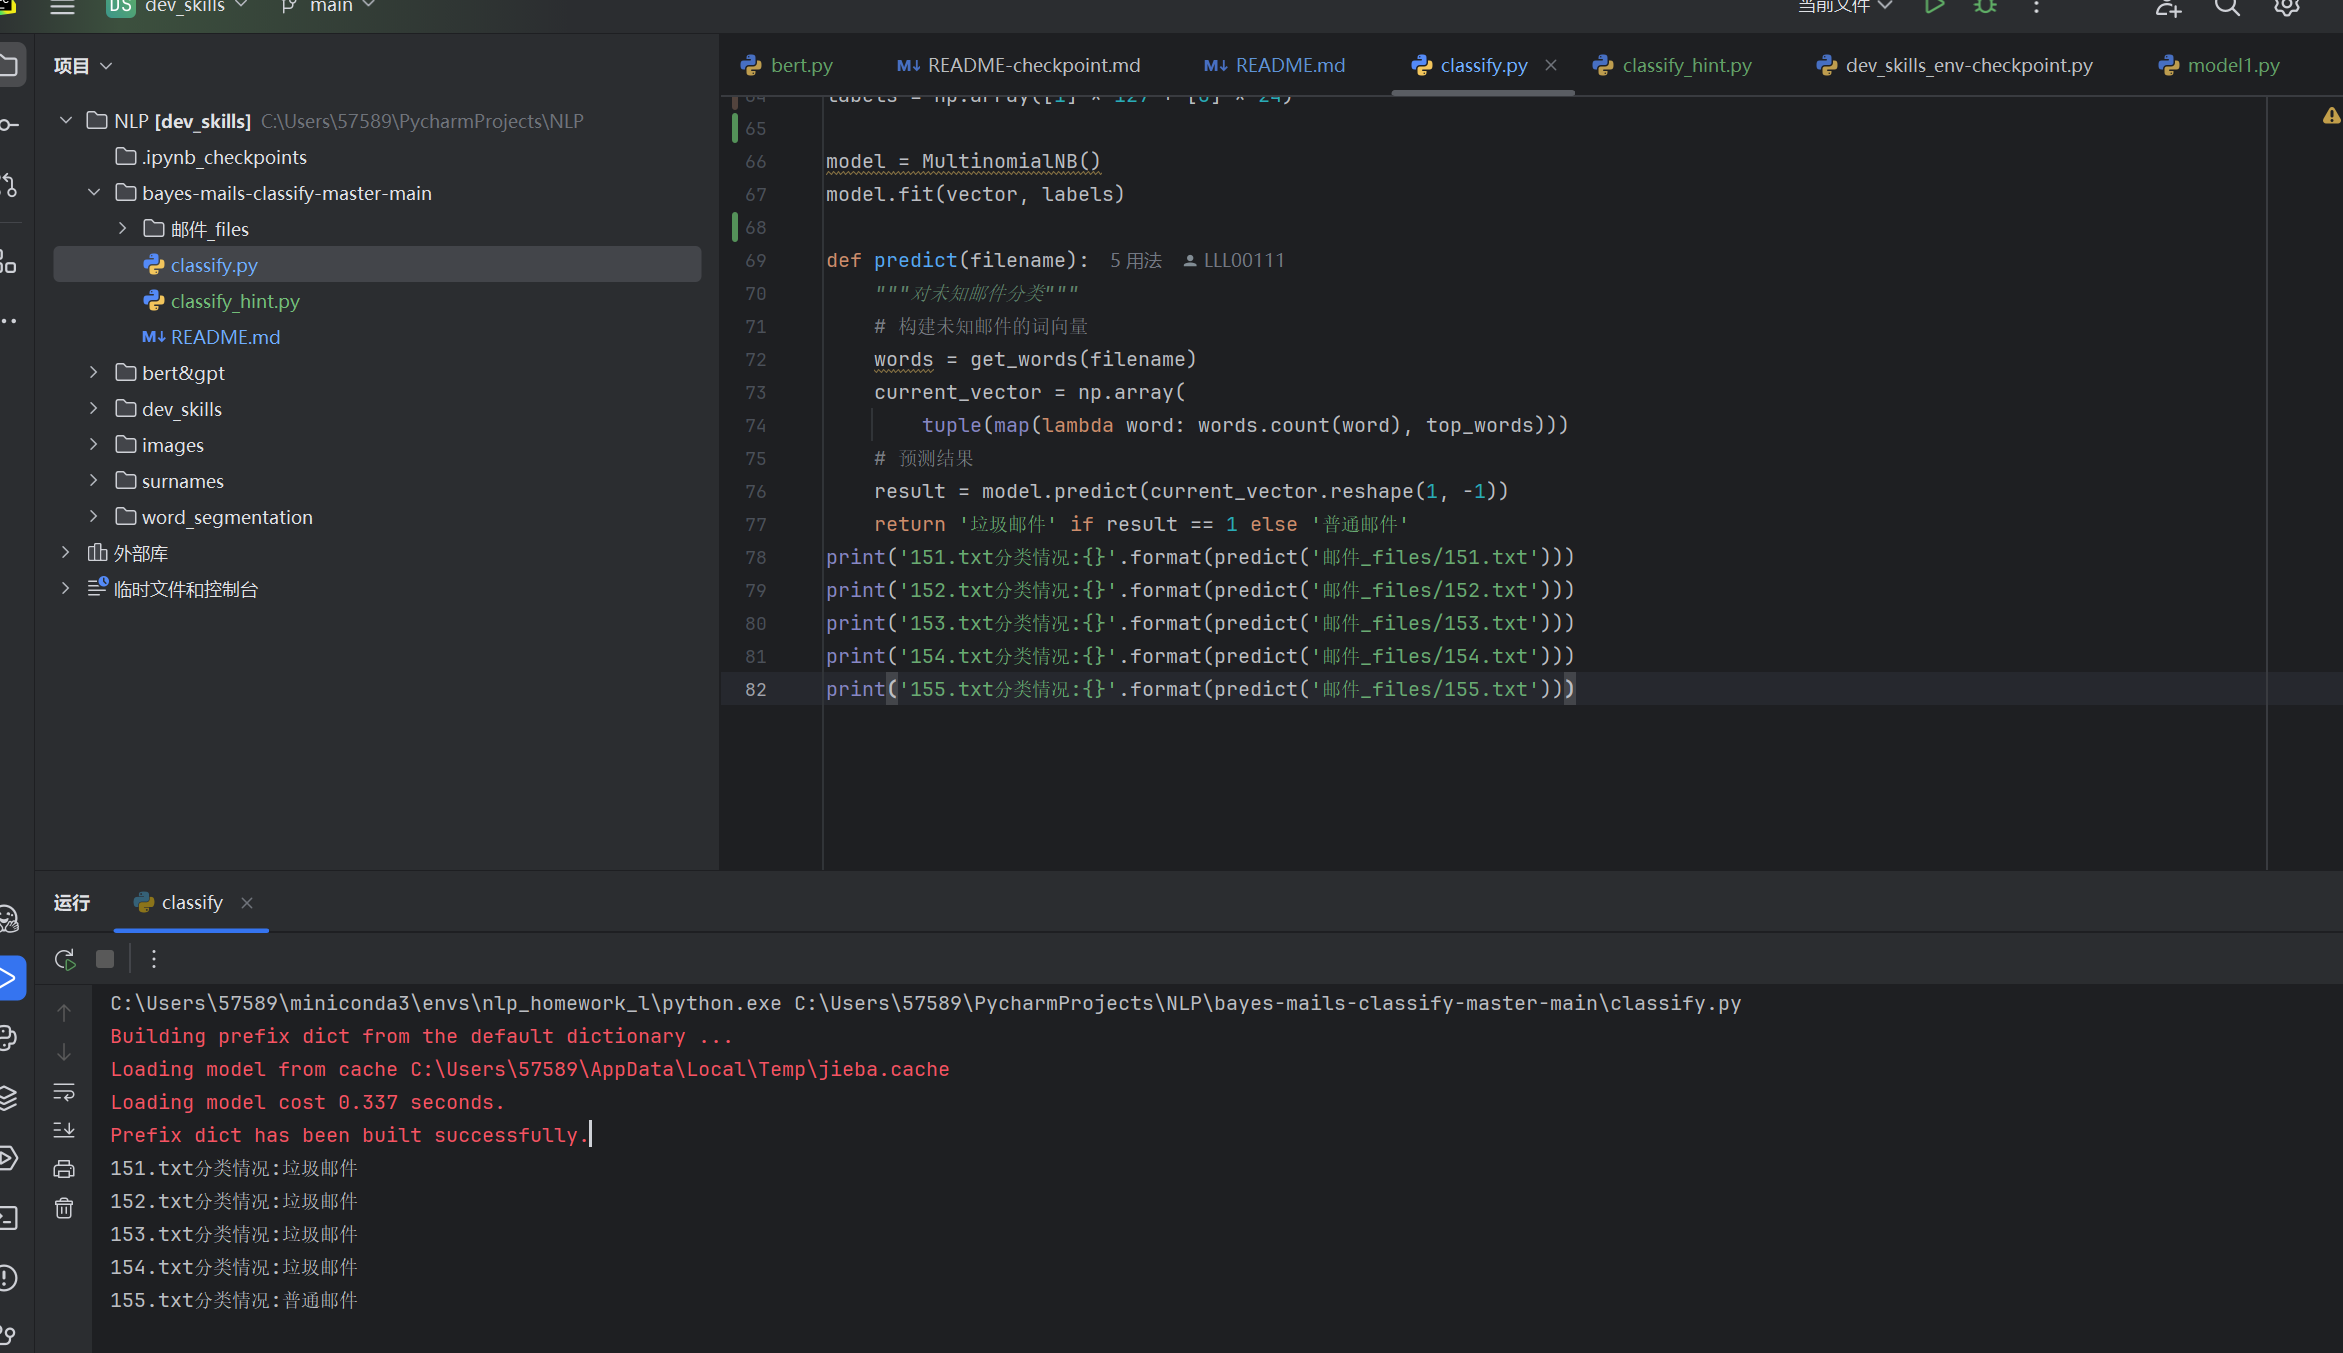 DS dev_skills main 当前文件
项目
NLP [dev_skills] C:\Users\57589\PycharmProjects\NLP
.ipynb_checkpoints
bayes-mails-classify-master-main
邮件_files
classify.py
classify_hint.py
README.md
bert&gpt
dev_skills
images
surnames
word_segmentation
外部库
临时文件和控制台
bert.py README-checkpoint.md README.md classify.py classify_hint.py dev_skills_env-checkpoint.py model1.py
64 labels = np.array([1] * 127 + [0] * 24)
65
66 model = MultinomialNB()
67 model.fit(vector, labels)
68
69 def predict(filename): 5 用法 LLL00111
70 """对未知邮件分类"""
71 # 构建未知邮件的词向量
72 words = get_words(filename)
73 current_vector = np.array(
74 tuple(map(lambda word: words.count(word), top_words)))
75 # 预测结果
76 result = model.predict(current_vector.reshape(1, -1))
77 return '垃圾邮件' if result == 1 else '普通邮件'
78 print('151.txt分类情况:{}'.format(predict('邮件_files/151.txt')))
79 print('152.txt分类情况:{}'.format(predict('邮件_files/152.txt')))
80 print('153.txt分类情况:{}'.format(predict('邮件_files/153.txt')))
81 print('154.txt分类情况:{}'.format(predict('邮件_files/154.txt')))
82 print('155.txt分类情况:{}'.format(predict('邮件_files/155.txt')))
运行 classify
C:\Users\57589\miniconda3\envs\nlp_homework_l\python.exe C:\Users\57589\PycharmProjects\NLP\bayes-mails-classify-master-main\classify.py
Building prefix dict from the default dictionary ...
Loading model from cache C:\Users\57589\AppData\Local\Temp\jieba.cache
Loading model cost 0.337 seconds.
Prefix dict has been built successfully.
151.txt分类情况:垃圾邮件
152.txt分类情况:垃圾邮件
153.txt分类情况:垃圾邮件
154.txt分类情况:垃圾邮件
155.txt分类情况:普通邮件